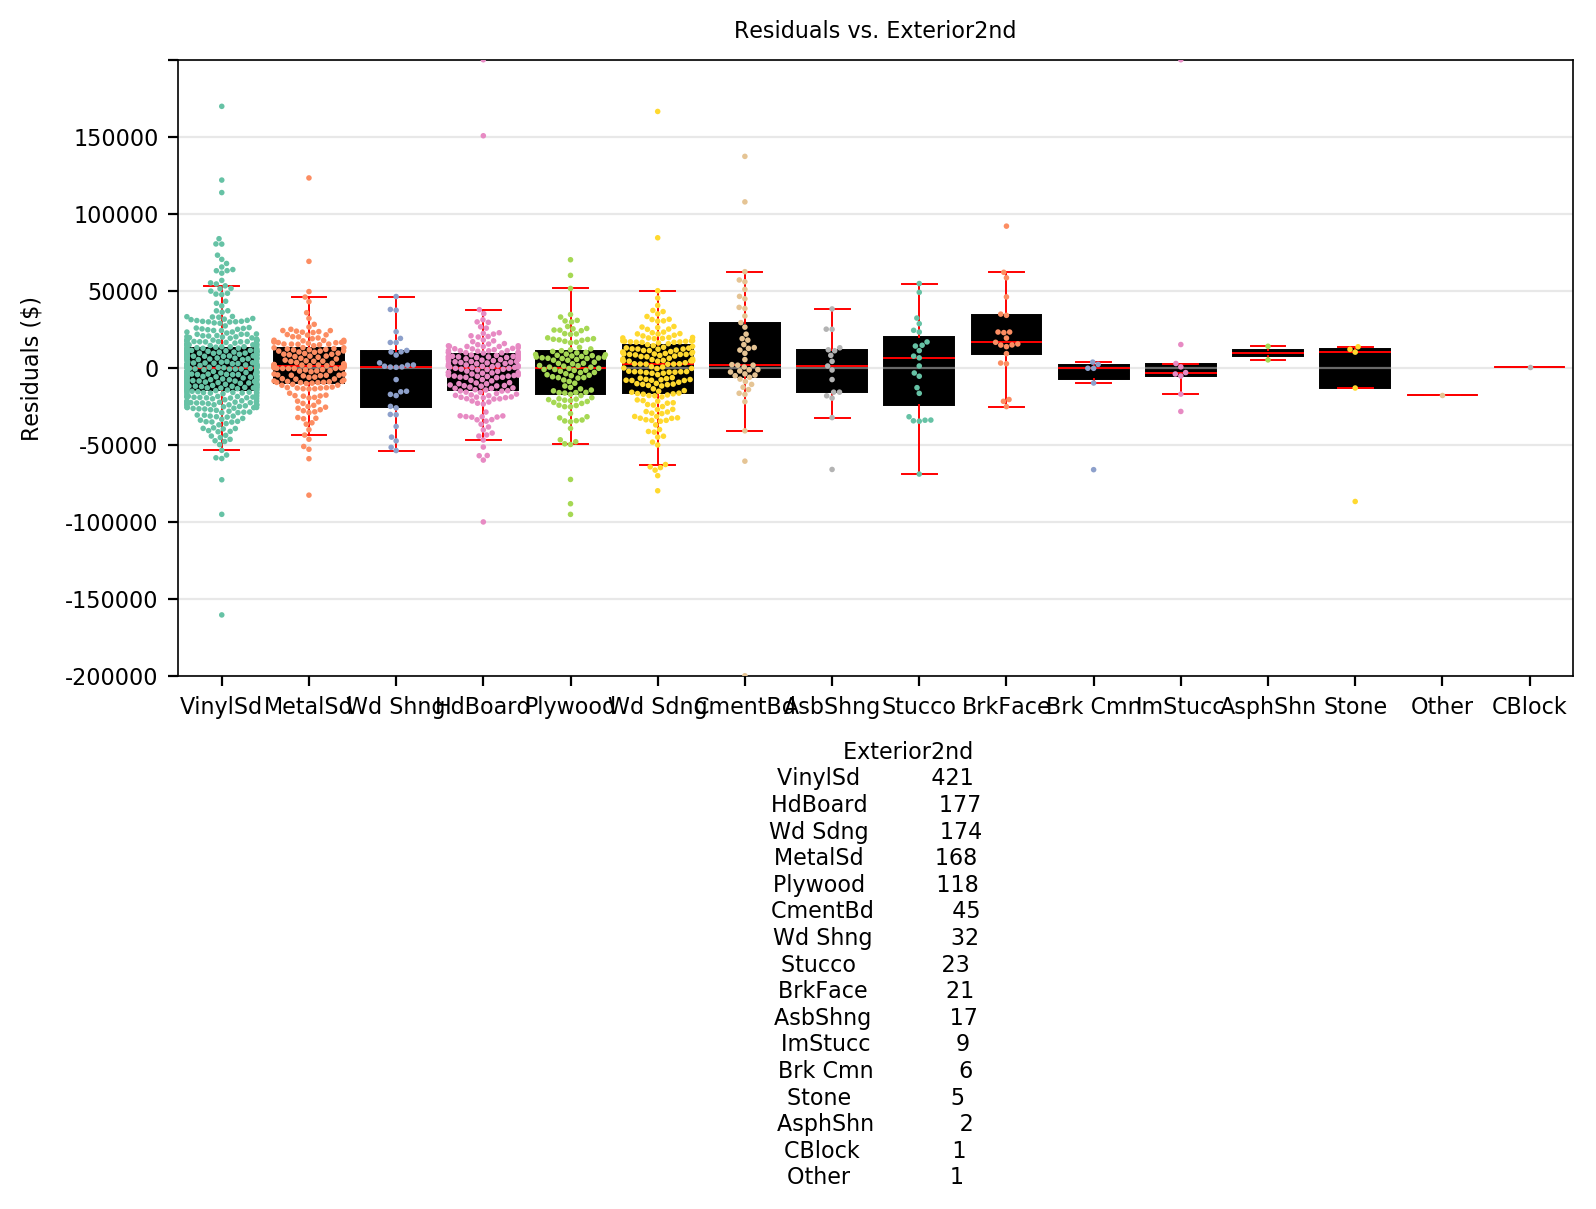 Residuals vs. Exterior2nd
Residuals ($)
150000
100000
50000
0
-50000
-100000
-150000
-200000
VinylSd MetalSd Wd Shng HdBoard Plywood Wd Sdng CmentBd AsbShng Stucco BrkFace Brk Cmn ImStucc AsphShn Stone Other CBlock
Exterior2nd
VinylSd 421
HdBoard 177
Wd Sdng 174
MetalSd 168
Plywood 118
CmentBd 45
Wd Shng 32
Stucco 23
BrkFace 21
AsbShng 17
ImStucc 9
Brk Cmn 6
Stone 5
AsphShn 2
CBlock 1
Other 1